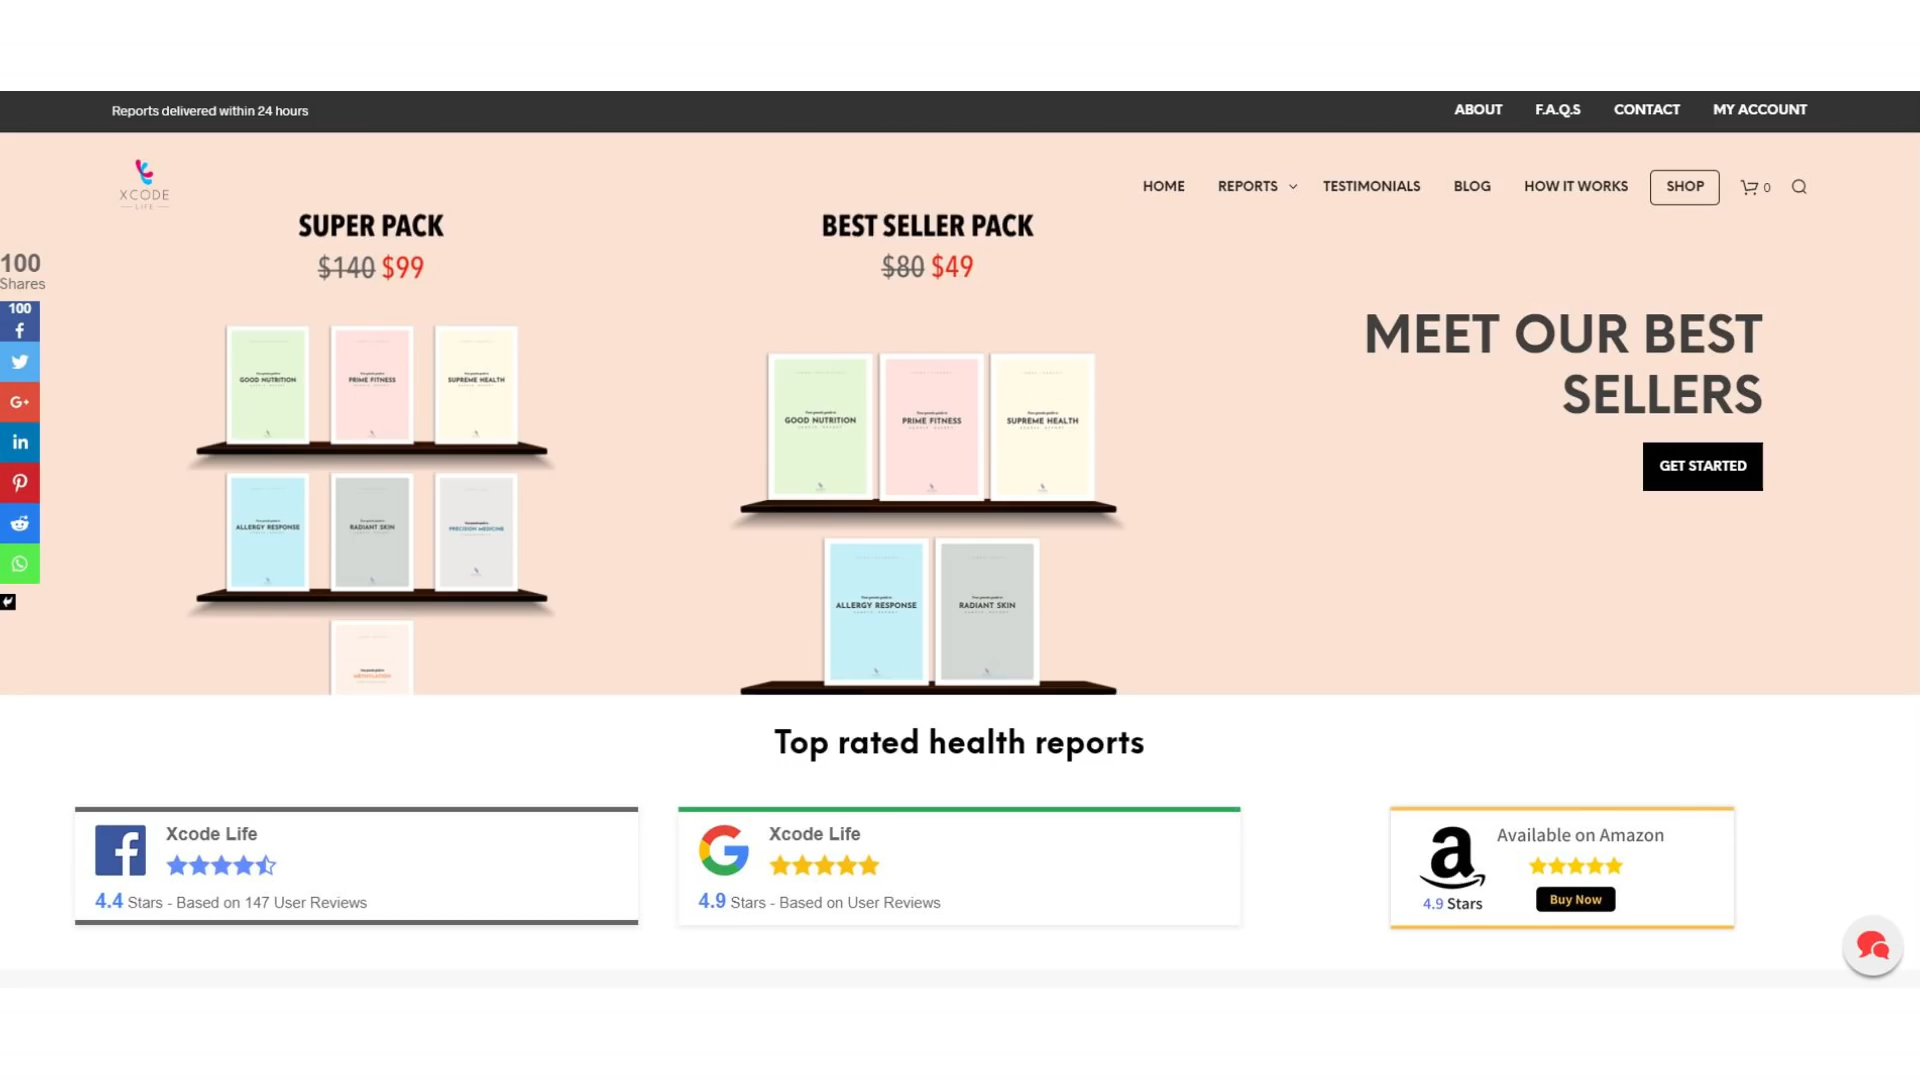 Reports delivered within 24 hours
ABOUT F.A.Q.S CONTACT MY ACCOUNT
XCODE
LIFE
HOME REPORTS TESTIMONIALS BLOG HOW IT WORKS SHOP 0
SUPER PACK
$140 $99
BEST SELLER PACK
$80 $49
100
Shares
100
MEET OUR BEST
SELLERS
GET STARTED
GOOD NUTRITION
PRIME FITNESS
SUPREME HEALTH
ALLERGY RESPONSE
RADIANT SKIN
PRECISION MEDICINE
GOOD NUTRITION
PRIME FITNESS
SUPREME HEALTH
ALLERGY RESPONSE
RADIANT SKIN
Top rated health reports
Xcode Life
4.4 Stars - Based on 147 User Reviews
Xcode Life
4.9 Stars - Based on User Reviews
Available on Amazon
4.9 Stars
Buy Now